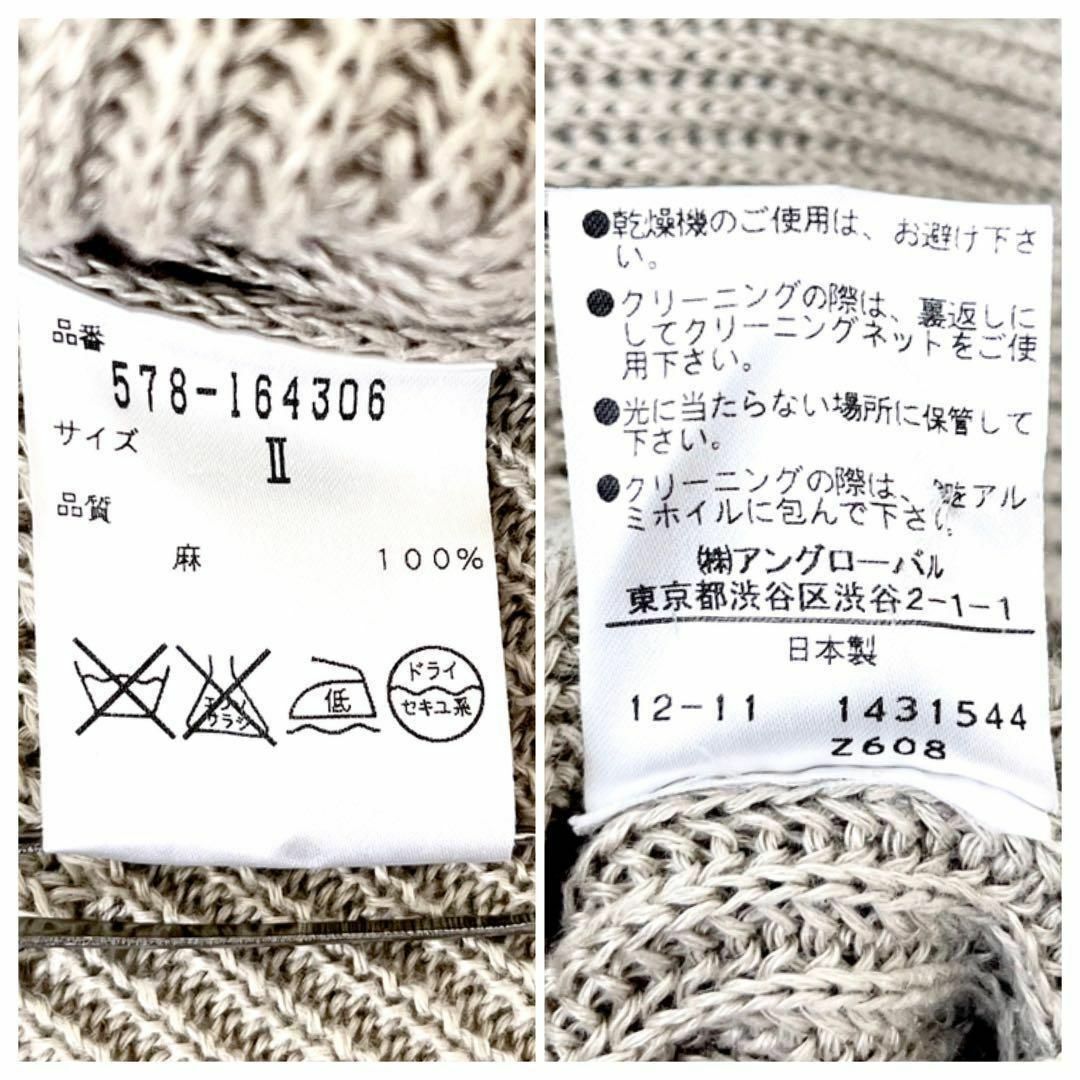 品番
578-164306
サイズ
II
品質
麻 100%
低
ドライ
セキユ系
●乾燥機のご使用は、お避け下さ
い。
●クリーニングの際は、裏返しに
してクリーニングネットをご使
用下さい。
●光に当たらない場所に保管して
下さい。
●クリーニングの際は、 をアル
ミホイルに包んで下さい
㈱アングローバル
東京都渋谷区渋谷2-1-1
日本製
12-11 1431544
Z608